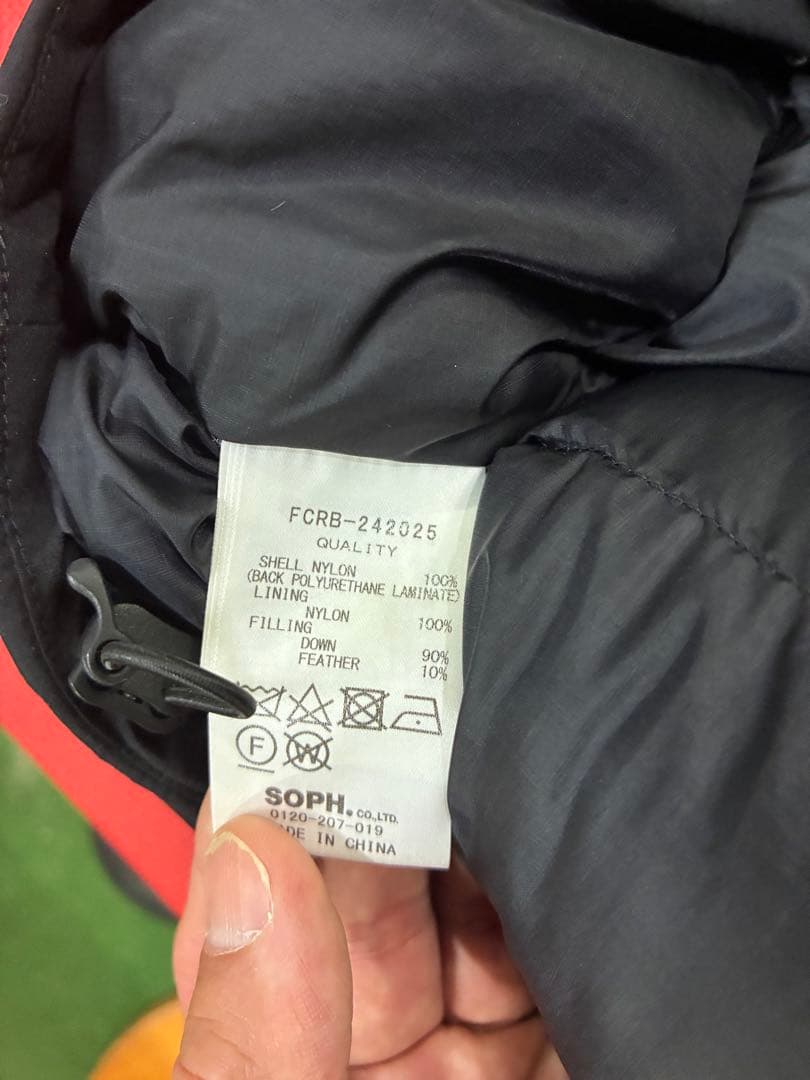 FCRB-242025
QUALITY
SHELL NYLON 100%
(BACK POLYURETHANE LAMINATE)
LINING
NYLON 100%
FILLING
DOWN 90%
FEATHER 10%
F W
SOPH. CO.,LTD.
0120-207-019
DE IN CHINA